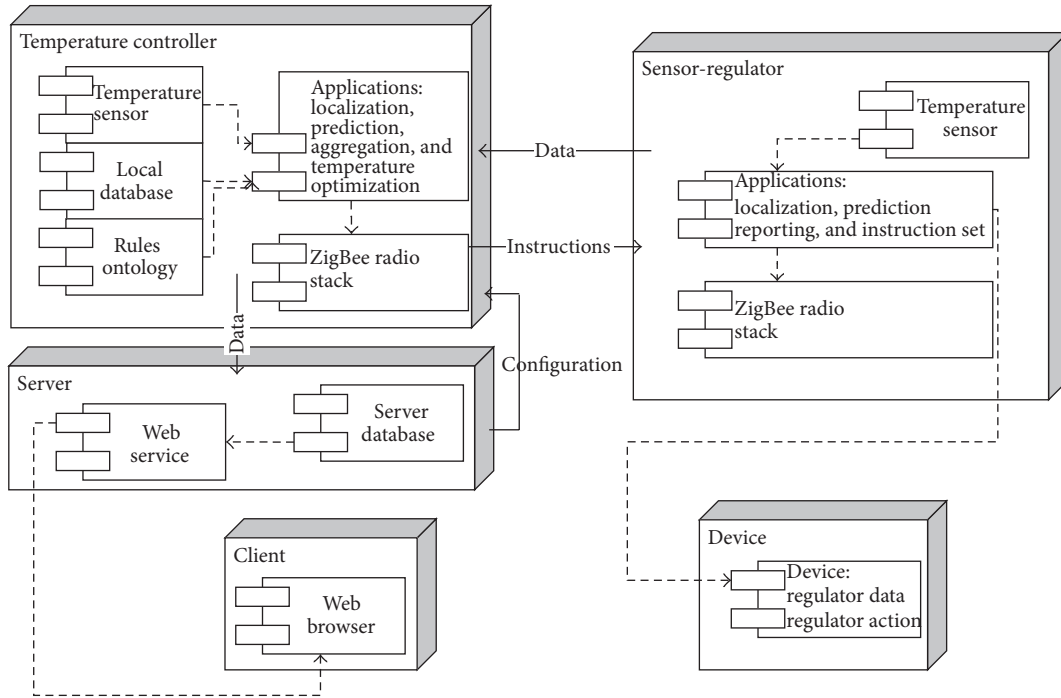 Temperature controller
Temperature
sensor
Local
database
Rules
ontology
Applications:
localization,
prediction,
aggregation, and
temperature
optimization
ZigBee radio
stack
Data
Instructions
Sensor-regulator
Temperature
sensor
Applications:
localization, prediction
reporting, and instruction set
ZigBee radio
stack
Data
Configuration
Server
Web
service
Server
database
Client
Web
browser
Device
Device:
regulator data
regulator action